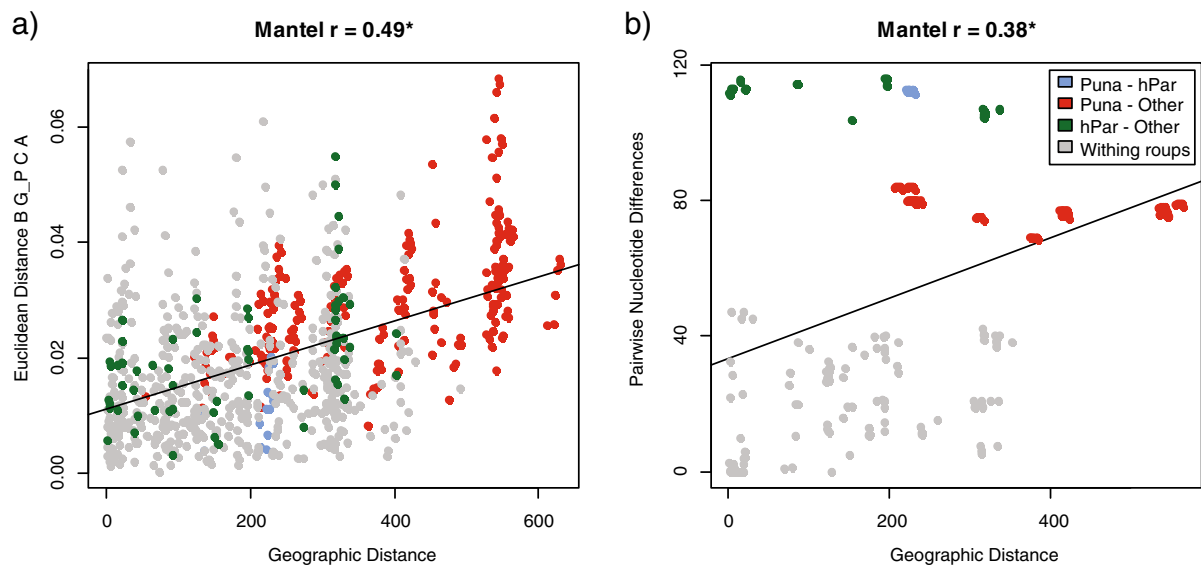 a)
Mantel r = 0.49*
Euclidean Distance B G_P C A
0.00
0.02
0.04
0.06
0
200
400
600
Geographic Distance
b)
Mantel r = 0.38*
Pairwise Nucleotide Differences
0
40
80
120
0
200
400
Geographic Distance
Puna - hPar
Puna - Other
hPar - Other
Withing roups